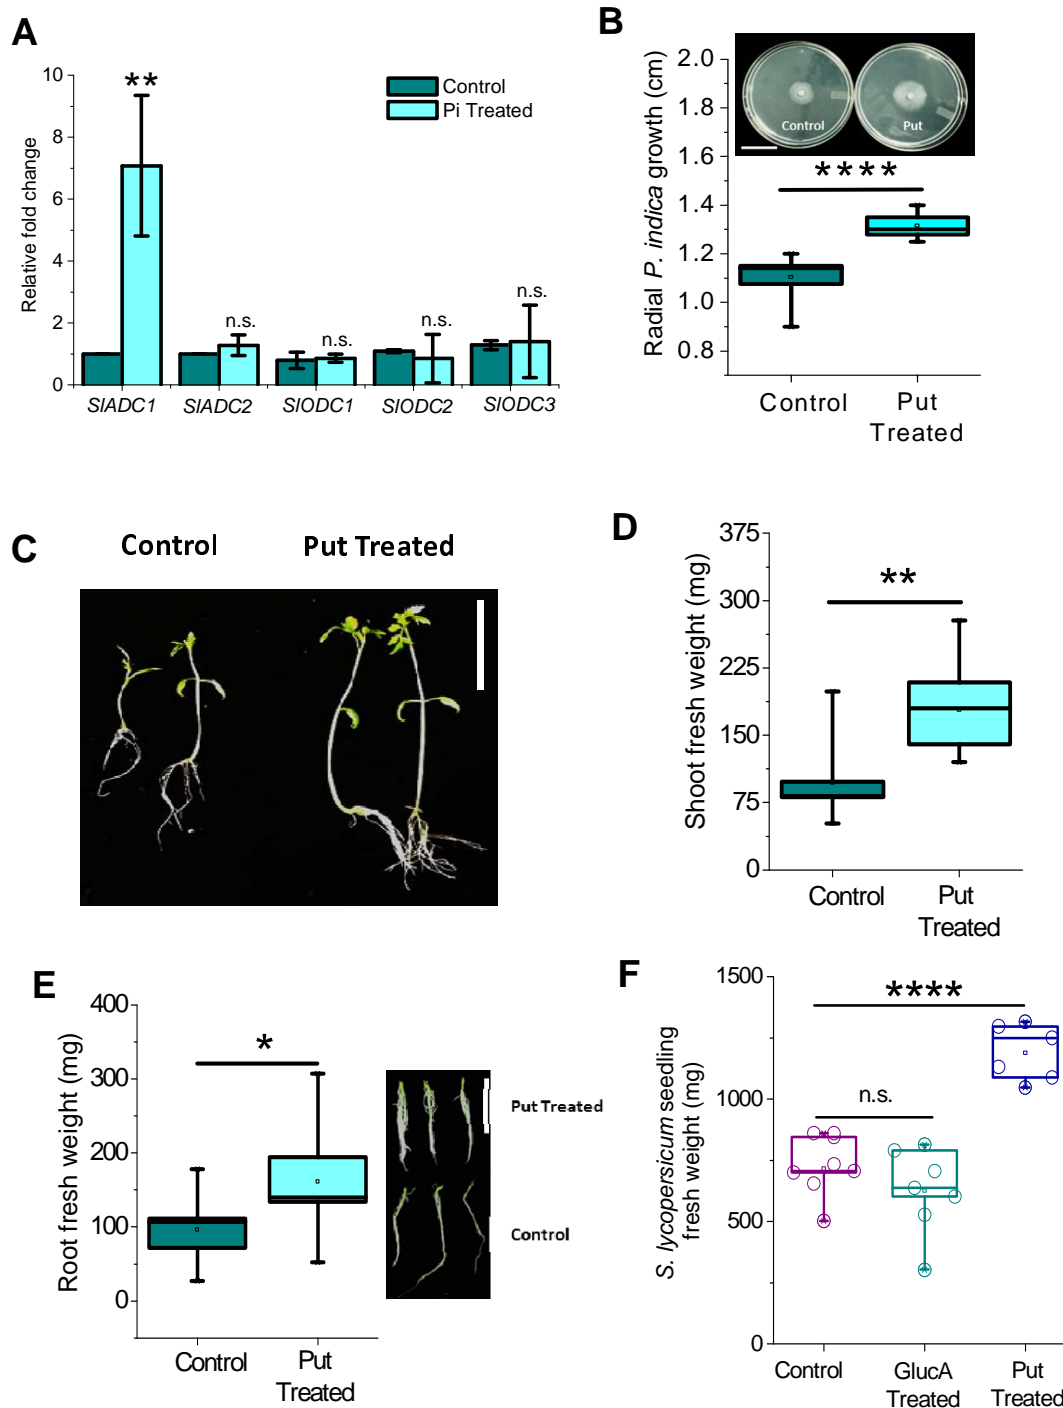 A
**
Control
Pi Treated
Relative fold change
10
8
6
4
2
0
n.s.
n.s.
n.s.
n.s.
SlADC1
SlADC2
SlODC1
SlODC2
SlODC3
B
Radial P. indica growth (cm)
2.0
1.8
1.6
1.4
1.2
1.0
0.8
Control
Put
****
Control
Put
Treated
C
Control
Put Treated
D
Shoot fresh weight (mg)
375
300
225
150
75
0
**
Control
Put
Treated
E
Root fresh weight (mg)
400
300
200
100
0
*
Control
Put
Treated
Put Treated
Control
F
S. lycopersicum seedling
fresh weight (mg)
1500
1000
500
0
****
n.s.
Control
GlucA
Treated
Put
Treated